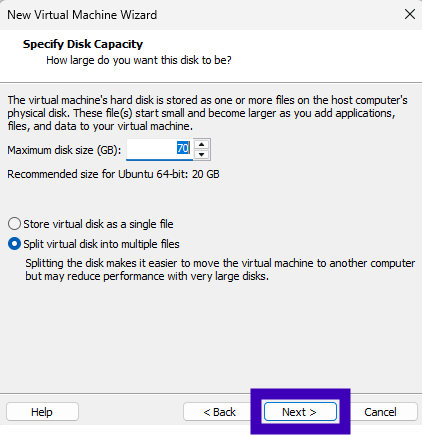 New Virtual Machine Wizard
Specify Disk Capacity
How large do you want this disk to be?
The virtual machine's hard disk is stored as one or more files on the host computer's
physical disk. These file(s) start small and become larger as you add applications,
files, and data to your virtual machine.
Maximum disk size (GB): 70
Recommended size for Ubuntu 64-bit: 20 GB
Store virtual disk as a single file
Split virtual disk into multiple files
Splitting the disk makes it easier to move the virtual machine to another computer
but may reduce performance with very large disks.
Help < Back Next > Cancel